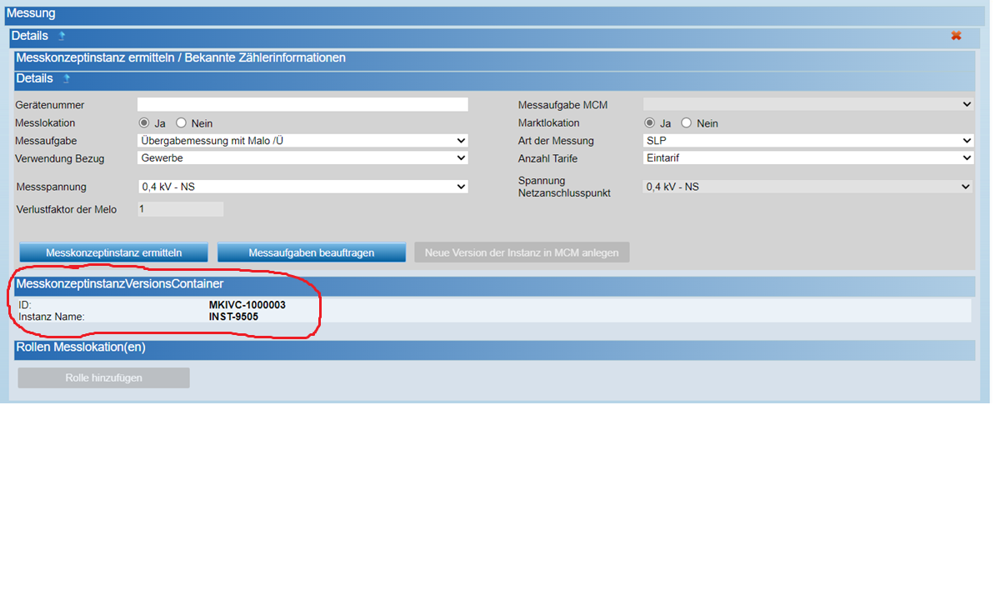 Messung
Details
Messkonzeptinstanz ermitteln / Bekannte Zählerinformationen
Details
Gerätenummer
Messaufgabe MCM
Messlokation Ja Nein
Marktlokation Ja Nein
Messaufgabe Übergabemessung mit Malo /Ü
Art der Messung SLP
Verwendung Bezug Gewerbe
Anzahl Tarife Eintarif
Messspannung 0,4 kV - NS
Spannung
Netzanschlusspunkt 0,4 kV - NS
Verlustfaktor der Melo 1
Messkonzeptinstanz ermitteln Messaufgaben beauftragen Neue Version der Instanz in MCM anlegen
MesskonzeptinstanzVersionsContainer
ID: MKIVC-1000003
Instanz Name: INST-9505
Rollen Messlokation(en)
Rolle hinzufügen